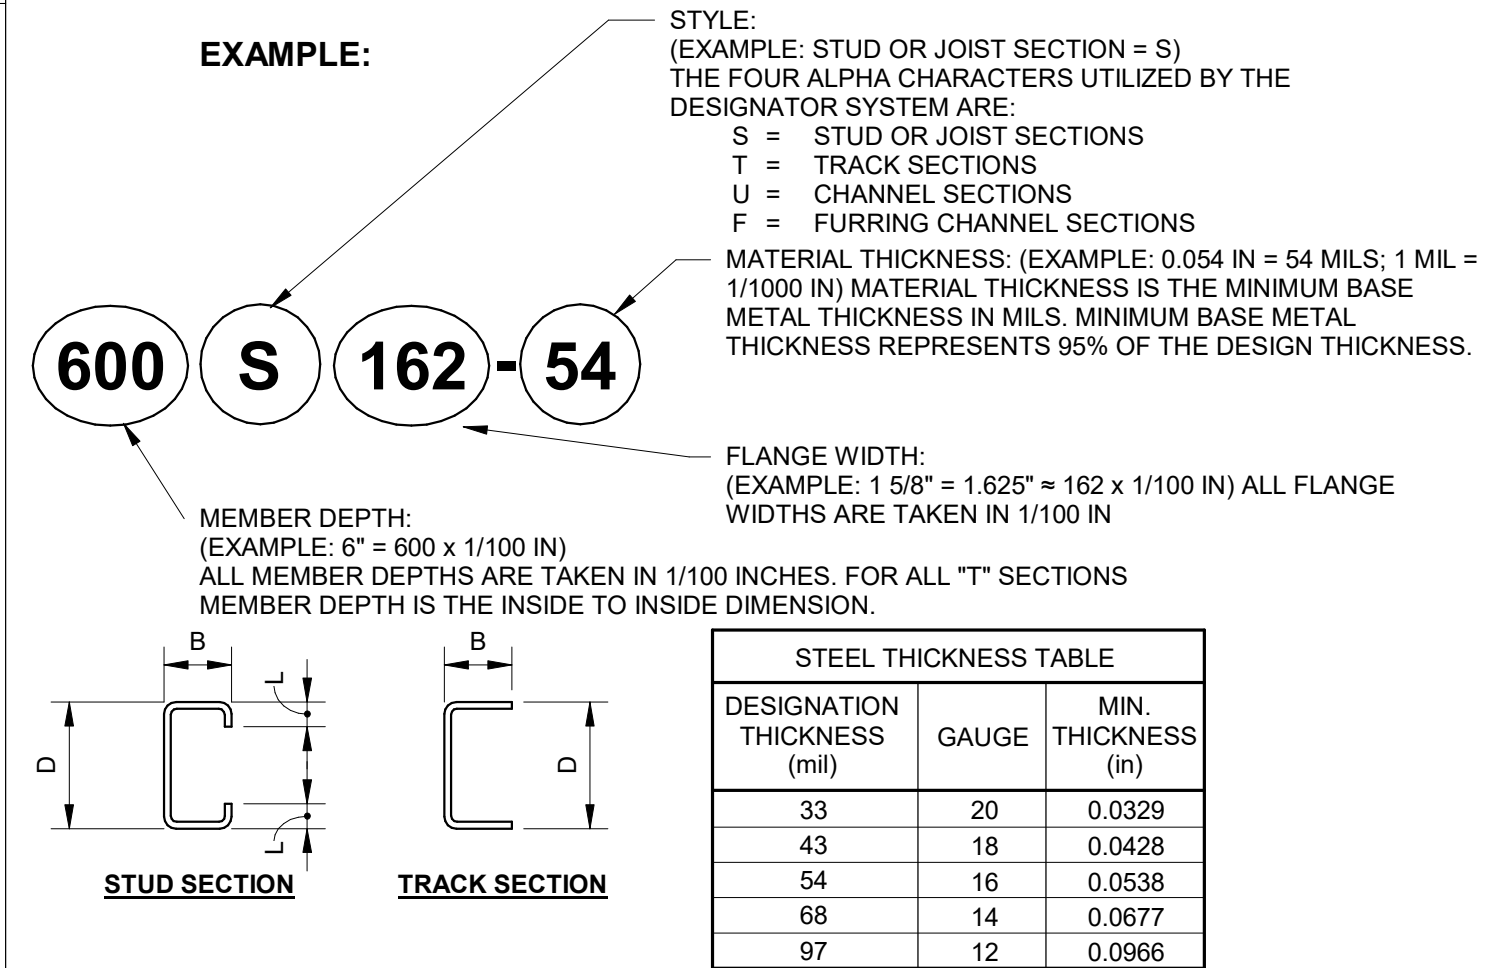 EXAMPLE:
STYLE:
(EXAMPLE: STUD OR JOIST SECTION = S)
THE FOUR ALPHA CHARACTERS UTILIZED BY THE
DESIGNATOR SYSTEM ARE:
S = STUD OR JOIST SECTIONS
T = TRACK SECTIONS
U = CHANNEL SECTIONS
F = FURRING CHANNEL SECTIONS
MATERIAL THICKNESS: (EXAMPLE: 0.054 IN = 54 MILS; 1 MIL =
1/1000 IN) MATERIAL THICKNESS IS THE MINIMUM BASE
METAL THICKNESS IN MILS. MINIMUM BASE METAL
THICKNESS REPRESENTS 95% OF THE DESIGN THICKNESS.
600 S 162 - 54
FLANGE WIDTH:
(EXAMPLE: 1 5/8" = 1.625" ≈ 162 x 1/100 IN) ALL FLANGE
WIDTHS ARE TAKEN IN 1/100 IN
MEMBER DEPTH:
(EXAMPLE: 6" = 600 x 1/100 IN)
ALL MEMBER DEPTHS ARE TAKEN IN 1/100 INCHES. FOR ALL "T" SECTIONS
MEMBER DEPTH IS THE INSIDE TO INSIDE DIMENSION.
B
L
D
L
STUD SECTION
B
D
TRACK SECTION
STEEL THICKNESS TABLE
DESIGNATION
THICKNESS
(mil)
GAUGE
MIN.
THICKNESS
(in)
33 20 0.0329
43 18 0.0428
54 16 0.0538
68 14 0.0677
97 12 0.0966